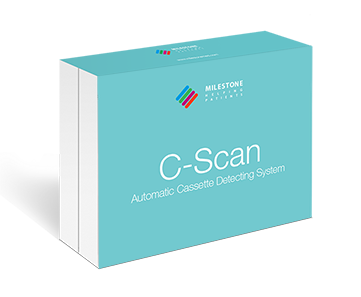 MILESTONE
HELPING
PATIENTS
C-Scan
Automatic Cassette Detecting System